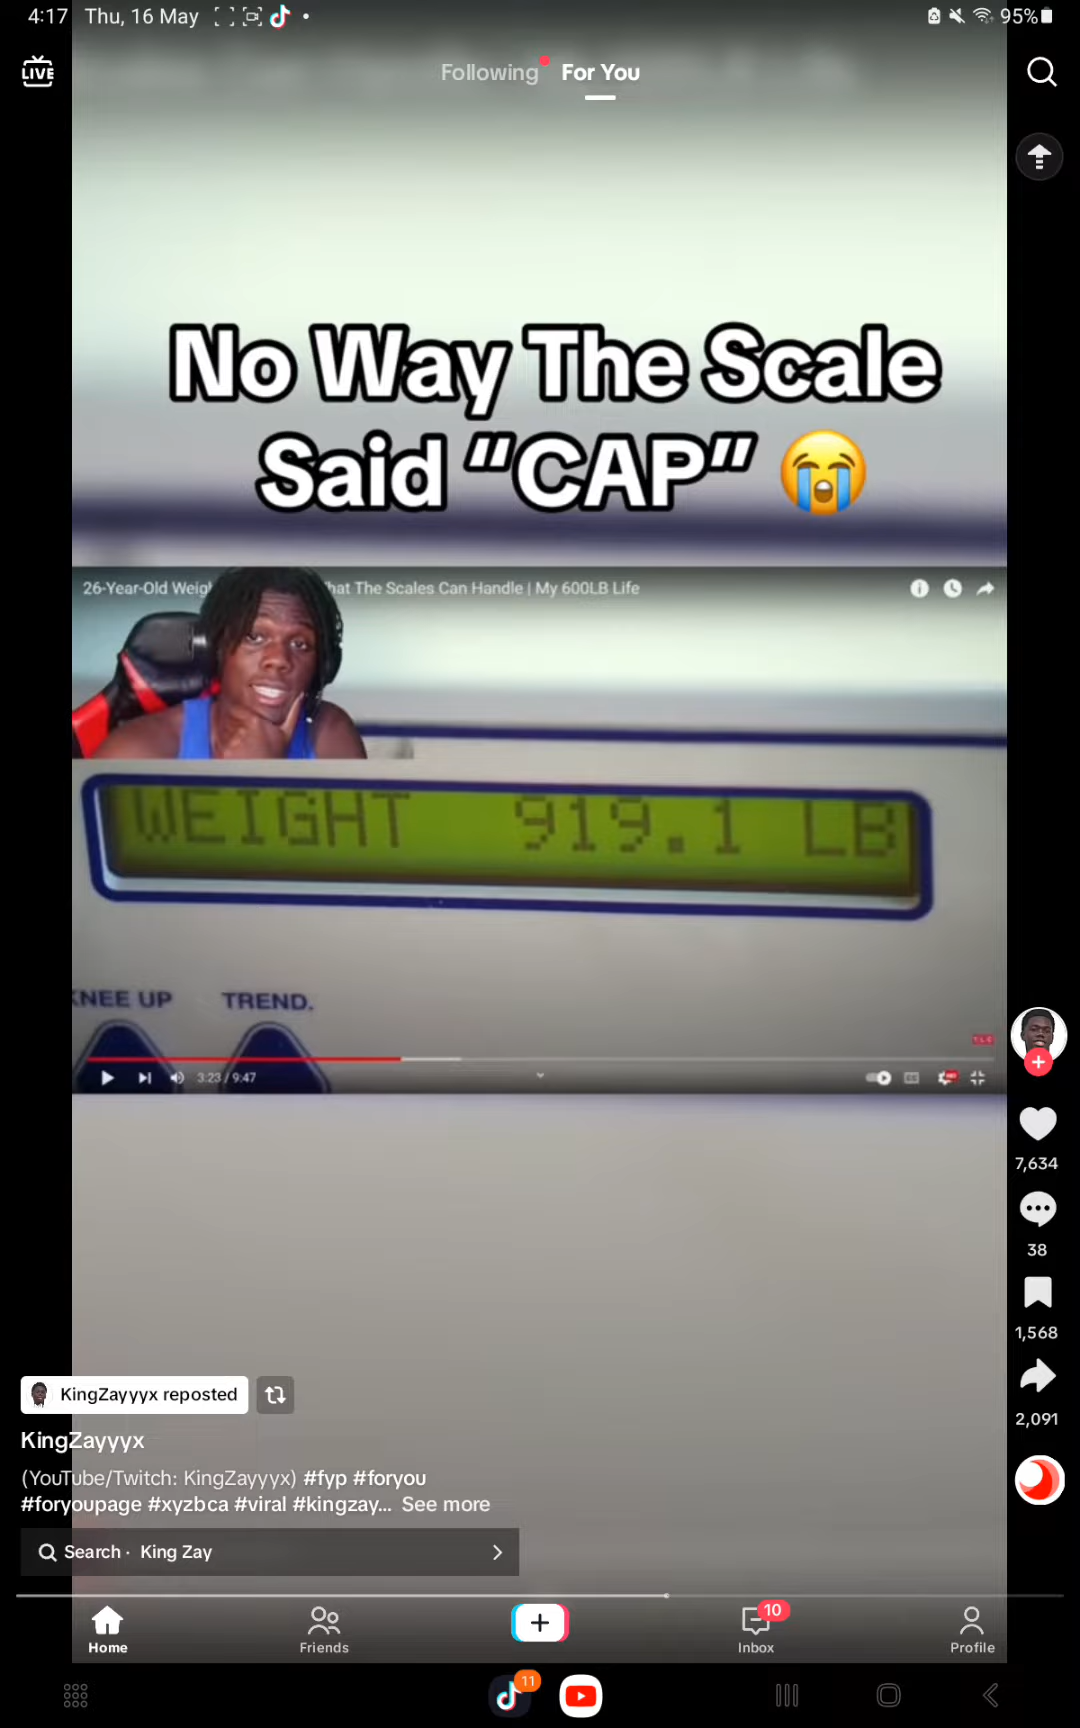 4:17 Thu, 16 May 95%
LIVE
Following For You
No Way The Scale
Said “CAP” 😭
26-Year-Old Weig hat The Scales Can Handle | My 600LB Life
WEIGHT 919.1 LB
KNEE UP TREND.
TLC
3:23 / 9:47
7,634
38
1,568
2,091
KingZayyyx reposted
KingZayyyx
(YouTube/Twitch: KingZayyyx) #fyp #foryou
#foryoupage #xyzbca #viral #kingzay... See more
Search · King Zay
Home Friends Inbox 10 Profile
11